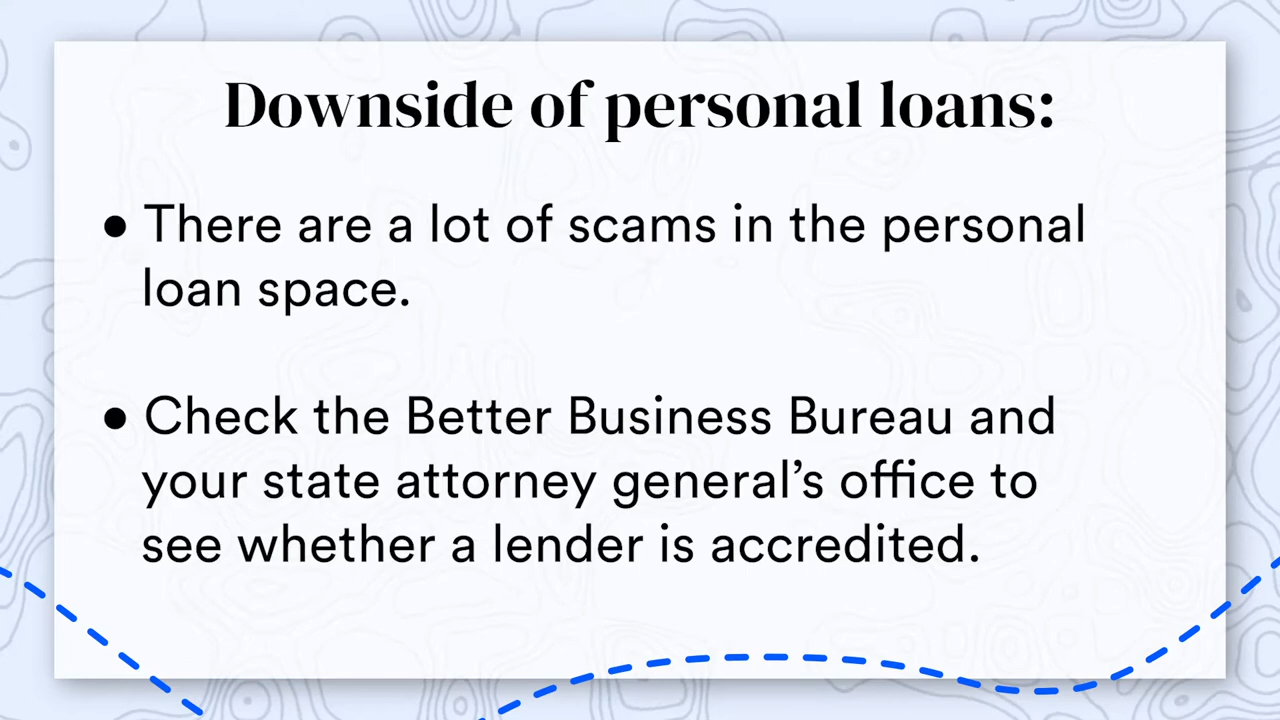 Downside of personal loans:
● There are a lot of scams in the personal
loan space.
● Check the Better Business Bureau and
your state attorney general’s office to
see whether a lender is accredited.